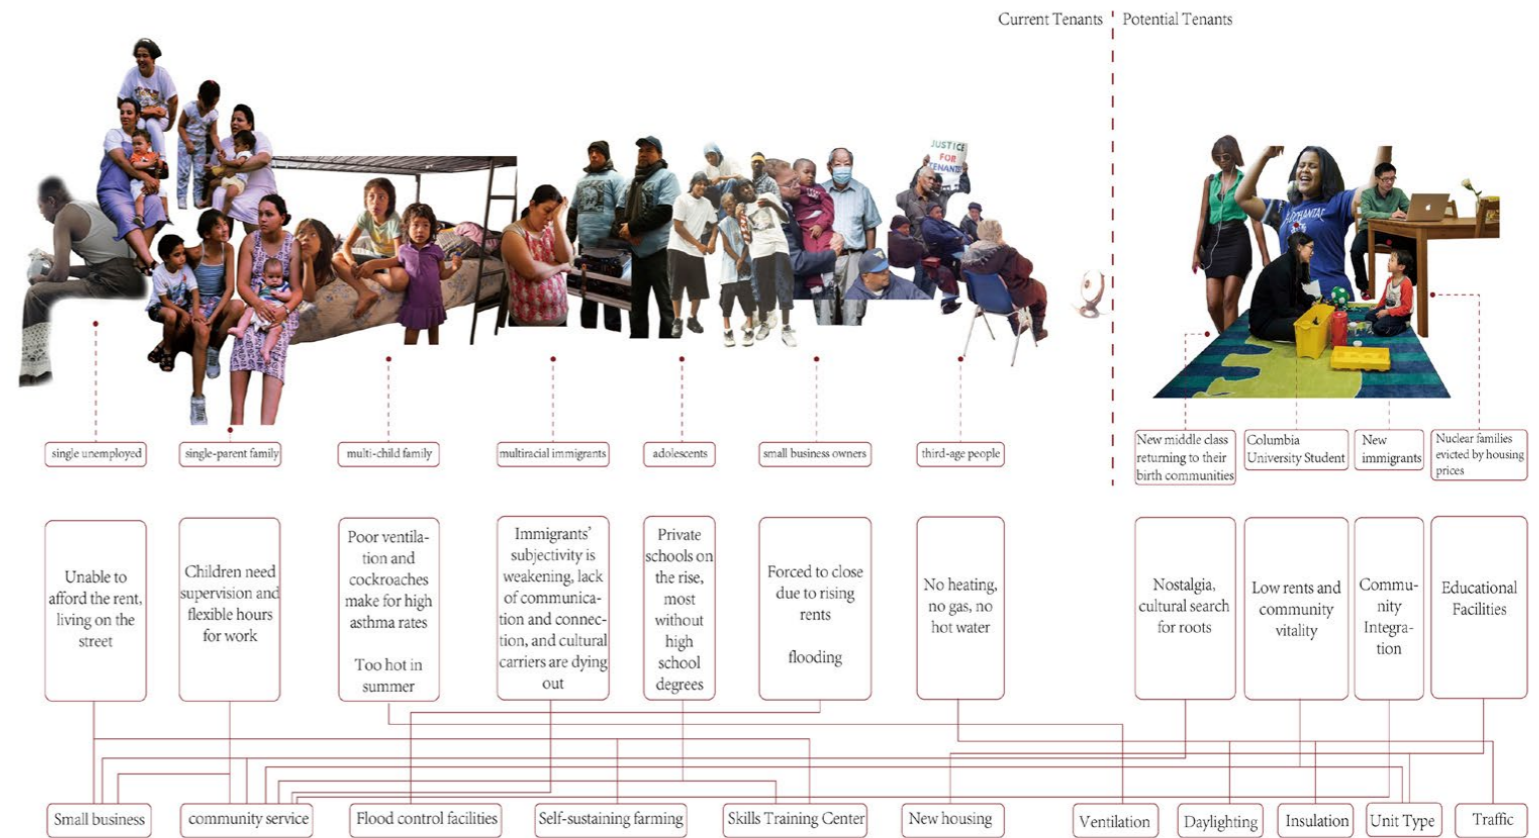 Current Tenants
Potential Tenants
JUSTICE
FOR
TENANTS
single unemployed
single-parent family
multi-child family
multiracial immigrants
adolescents
small business owners
third-age people
New middle class
returning to their
birth communities
Columbia
University Student
New
immigrants
Nuclear families
evicted by housing
prices
Unable to
afford the rent,
living on the
street
Children need
supervision and
flexible hours
for work
Poor ventila-
tion and
cockroaches
make for high
asthma rates
Too hot in
summer
Immigrants'
subjectivity is
weakening, lack
of communica-
tion and connec-
tion, and cultural
carriers are dying
out
Private
schools on
the rise,
most
without
high
school
degrees
Forced to close
due to rising
rents
flooding
No heating,
no gas, no
hot water
Nostalgia,
cultural search
for roots
Low rents and
community
vitality
Commu-
nity
Integra-
tion
Educational
Facilities
Small business
community service
Flood control facilities
Self-sustaining farming
Skills Training Center
New housing
Ventilation
Daylighting
Insulation
Unit Type
Traffic